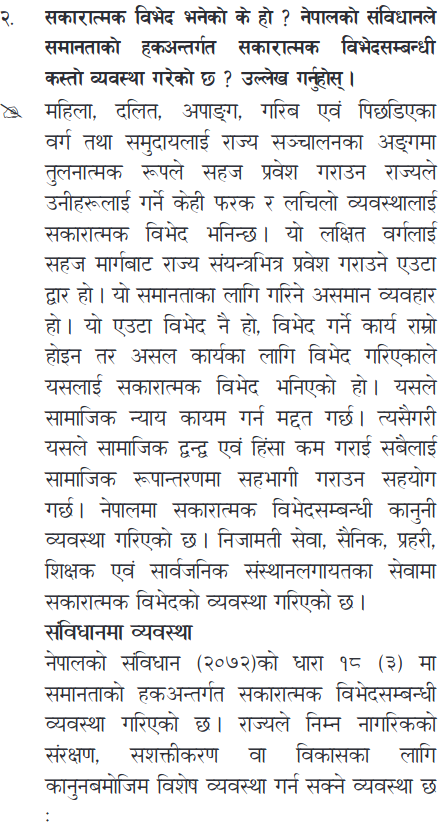 २. सकारात्मक विभेद भनेको के हो ? नेपालको संविधानले
समानताको हकअन्तर्गत सकारात्मक विभेदसम्बन्धी
कस्तो व्यवस्था गरेको छ ? उल्लेख गर्नुहोस् ।
महिला, दलित, अपाङ्ग, गरिब एवं पिछडिएका
वर्ग तथा समुदायलाई राज्य सञ्चालनका अङ्गमा
तुलनात्मक रूपले सहज प्रवेश गराउन राज्यले
उनीहरूलाई गर्ने केही फरक र लचिलो व्यवस्थालाई
सकारात्मक विभेद भनिन्छ । यो लक्षित वर्गलाई
सहज मार्गबाट राज्य संयन्त्रभित्र प्रवेश गराउने एउटा
द्वार हो । यो समानताका लागि गरिने असमान व्यवहार
हो । यो एउटा विभेद नै हो, विभेद गर्ने कार्य राम्रो
होइन तर असल कार्यका लागि विभेद गरिएकाले
यसलाई सकारात्मक विभेद भनिएको हो । यसले
सामाजिक न्याय कायम गर्न मद्दत गर्छ । त्यसैगरी
यसले सामाजिक द्वन्द्व एवं हिंसा कम गराई सबैलाई
सामाजिक रूपान्तरणमा सहभागी गराउन सहयोग
गर्छ । नेपालमा सकारात्मक विभेदसम्बन्धी कानुनी
व्यवस्था गरिएको छ । निजामती सेवा, सैनिक, प्रहरी,
शिक्षक एवं सार्वजनिक संस्थानलगायतका सेवामा
सकारात्मक विभेदको व्यवस्था गरिएको छ ।
संविधानमा व्यवस्था
नेपालको संविधान (२०७२)को धारा १८ (३) मा
समानताको हकअन्तर्गत सकारात्मक विभेदसम्बन्धी
व्यवस्था गरिएको छ । राज्यले निम्न नागरिकको
संरक्षण, सशक्तीकरण वा विकासका लागि
कानुनबमोजिम विशेष व्यवस्था गर्न सक्ने व्यवस्था छ
: